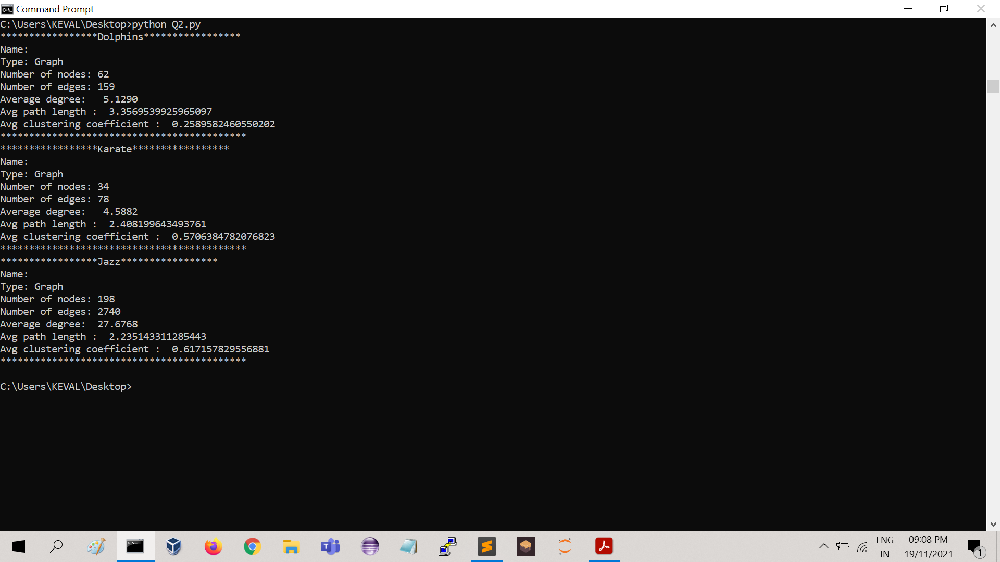 Command Prompt
C:\Users\KEVAL\Desktop>python Q2.py
*****************Dolphins*****************
Name:
Type: Graph
Number of nodes: 62
Number of edges: 159
Average degree:   5.1290
Avg path length :  3.3569539925965097
Avg clustering coefficient :  0.2589582460550202
*******************************************
*****************Karate*****************
Name:
Type: Graph
Number of nodes: 34
Number of edges: 78
Average degree:   4.5882
Avg path length :  2.408199643493761
Avg clustering coefficient :  0.5706384782076823
*******************************************
*****************Jazz*****************
Name:
Type: Graph
Number of nodes: 198
Number of edges: 2740
Average degree:  27.6768
Avg path length :  2.235143311285443
Avg clustering coefficient :  0.617157829556881
*******************************************
C:\Users\KEVAL\Desktop>
ENG
IN
09:08 PM
19/11/2021
1